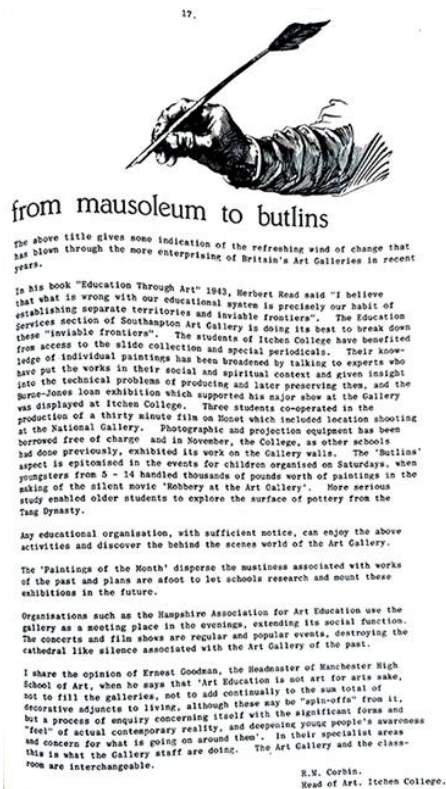 17.
from mausoleum to butlins
The above title gives some indication of the refreshing wind of change that
has blown through the more enterprising of Britain's Art Galleries in recent
years.
In his book "Education Through Art" 1943, Herbert Read said "I believe
that what is wrong with our educational system is precisely our habit of
establishing separate territories and inviable frontiers". The Education
Services section of Southampton Art Gallery is doing its best to break down
these "inviable frontiers". The students of Itchen College have benefited
from access to the slide collection and special periodicals. Their know-
ledge of individual paintings has been broadened by talking to experts who
have put the works in their social and spiritual context and given insight
into the technical problems of producing and later preserving them, and the
Burne-Jones loan exhibition which supported his major show at the Gallery
was displayed at Itchen College. Three students co-operated in the
production of a thirty minute film on Monet which included location shooting
at the National Gallery. Photographic and projection equipment has been
borrowed free of charge and in November, the College, as other schools
had done previously, exhibited its work on the Gallery walls. The 'Butlins'
aspect is epitomised in the events for children organised on Saturdays, when
youngsters from 5 - 14 handled thousands of pounds worth of paintings in the
making of the silent movie 'Robbery at the Art Gallery'. More serious
study enabled older students to explore the surface of pottery from the
Tang Dynasty.
Any educational organisation, with sufficient notice, can enjoy the above
activities and discover the behind the scenes world of the Art Gallery.
The 'Paintings of the Month' disperse the mustiness associated with works
of the past and plans are afoot to let schools research and mount these
exhibitions in the future.
Organisations such as the Hampshire Association for Art Education use the
gallery as a meeting place in the evenings, extending its social function.
The concerts and film shows are regular and popular events, destroying the
cathedral like silence associated with the Art Gallery of the past.
I share the opinion of Ernest Goodman, the Headmaster of Manchester High
School of Art, when he says that 'Art Education is not art for arts sake,
not to fill the galleries, not to add continually to the sum total of
decorative adjuncts to living, although these may be "spin-offs" from it,
but a process of enquiry concerning itself with the significant forms and
"feel" of actual contemporary reality, and deepening young people's awareness
and concern for what is going on around them'. In their specialist areas
this is what the Gallery staff are doing. The Art Gallery and the class-
room are interchangeable.
R.N. Corbin.
Head of Art. Itchen College.